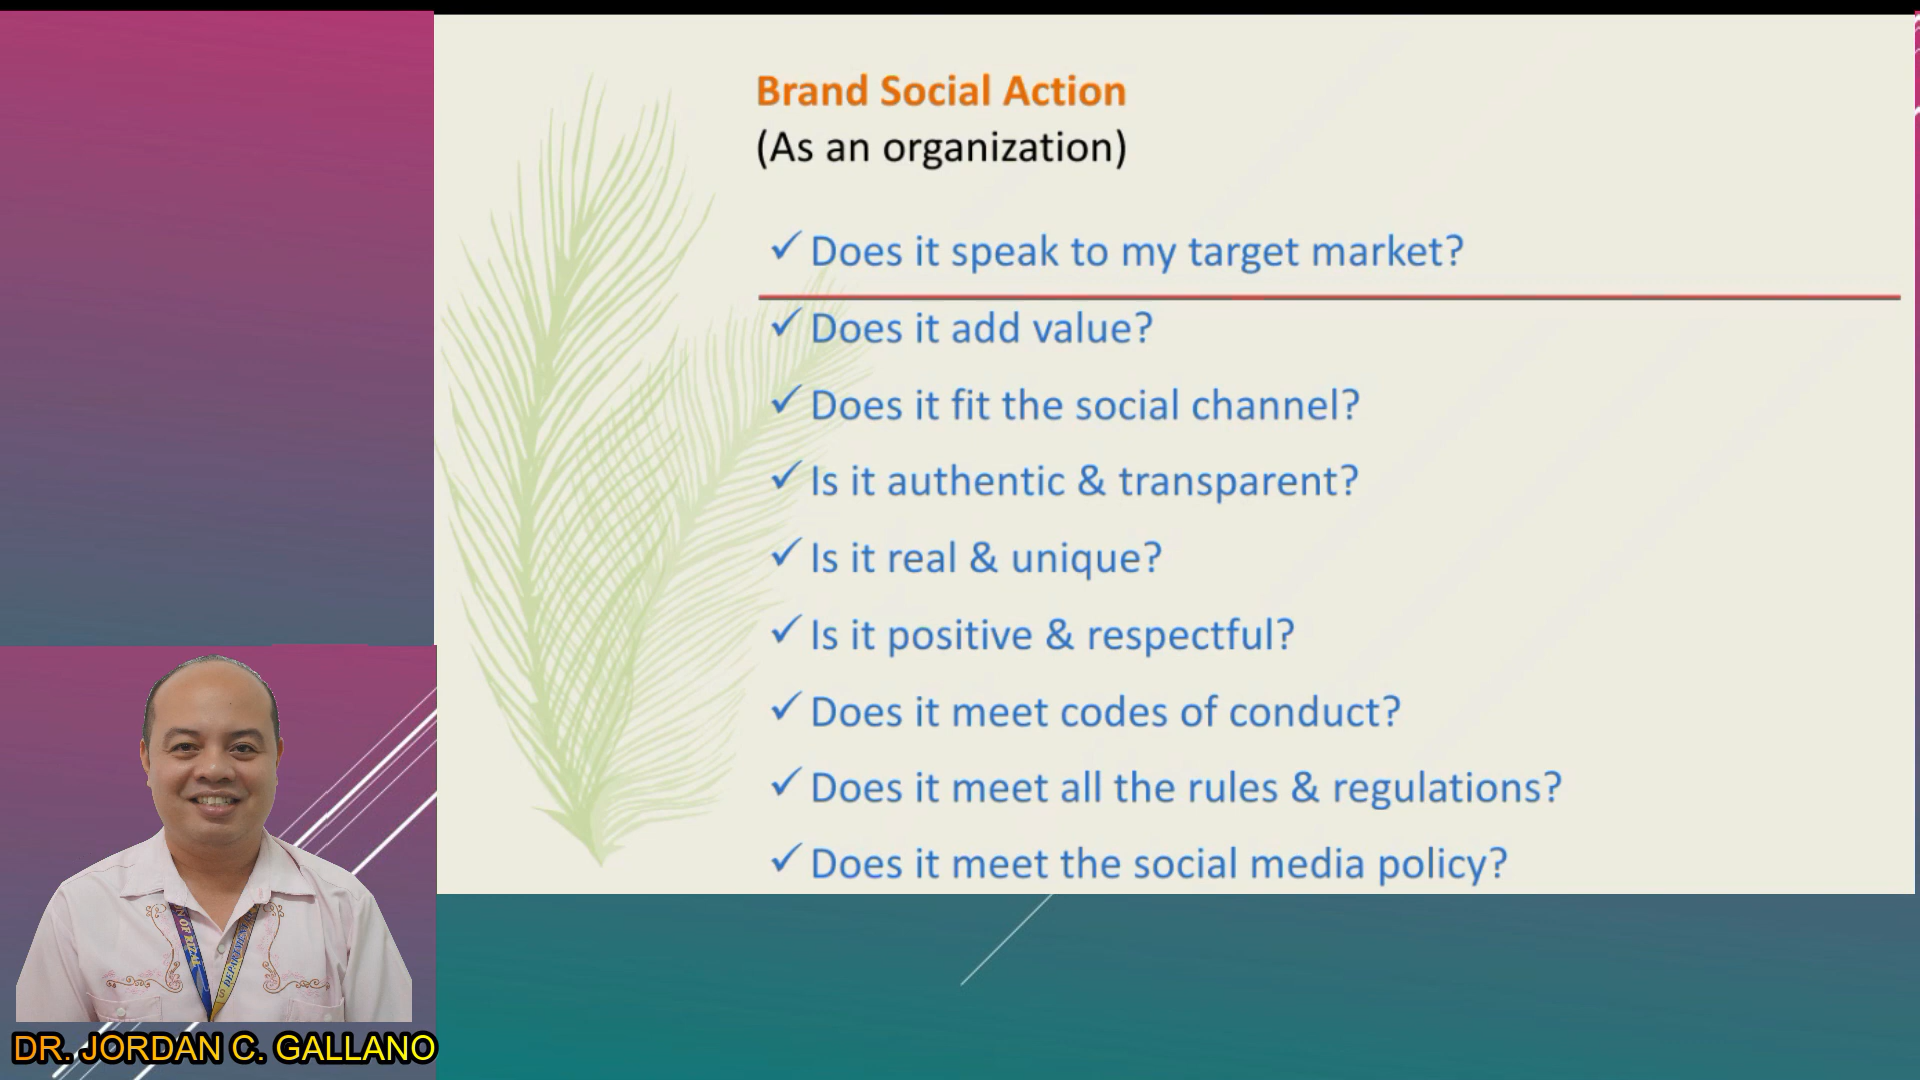 Brand Social Action
(As an organization)
✓ Does it speak to my target market?
✓ Does it add value?
✓ Does it fit the social channel?
✓ Is it authentic & transparent?
✓ Is it real & unique?
✓ Is it positive & respectful?
✓ Does it meet codes of conduct?
✓ Does it meet all the rules & regulations?
✓ Does it meet the social media policy?
DR. JORDAN C. GALLANO